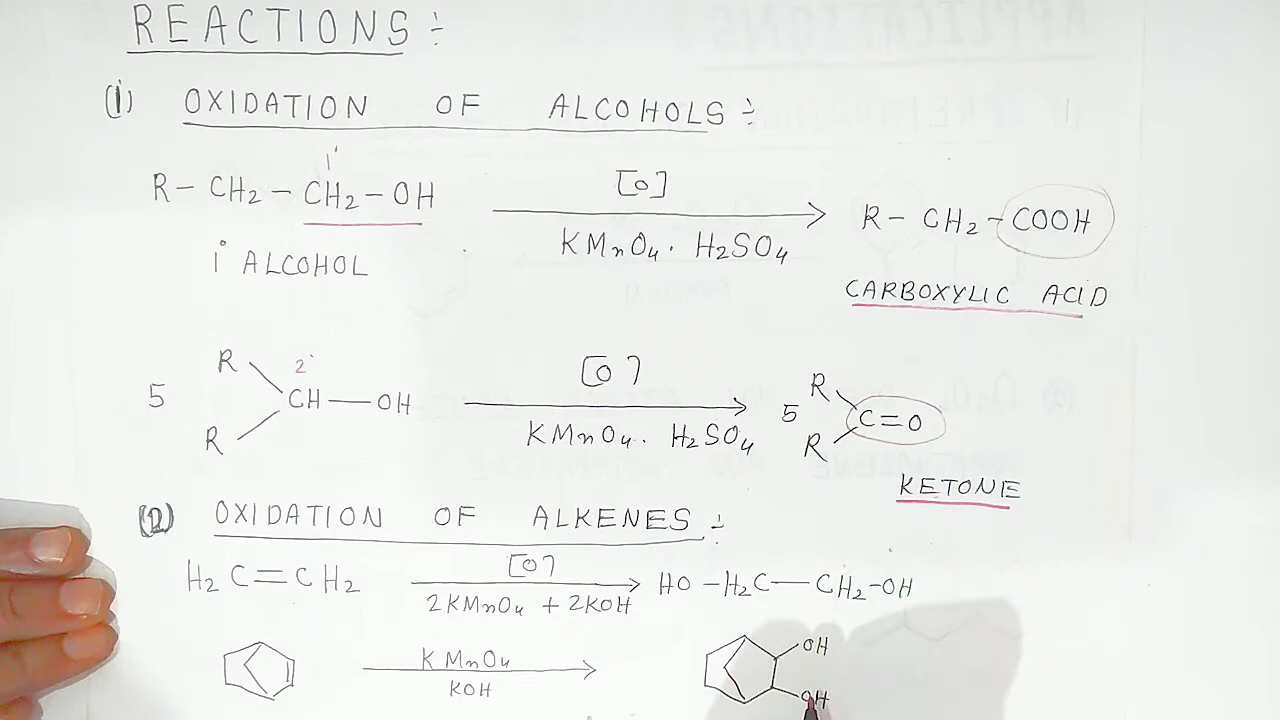 REACTIONS ÷
(1) OXIDATION OF ALCOHOLS ÷
1°
R – CH2 – CH2 – OH [O] R – CH2 – COOH
KMnO4. H2SO4
1° ALCOHOL
CARBOXYLIC ACID
R 2° [O] R
5 CH — OH 5 C=O
R KMnO4. H2SO4 R
KETONE
(2) OXIDATION OF ALKENES ÷
H2C=CH2 [O] HO – H2C — CH2 – OH
2KMnO4 + 2KOH
KMnO4 OH
KOH OH